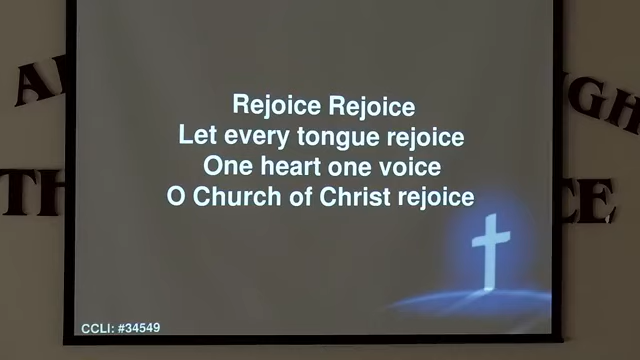 Rejoice Rejoice
Let every tongue rejoice
One heart one voice
O Church of Christ rejoice
CCLI: #34549